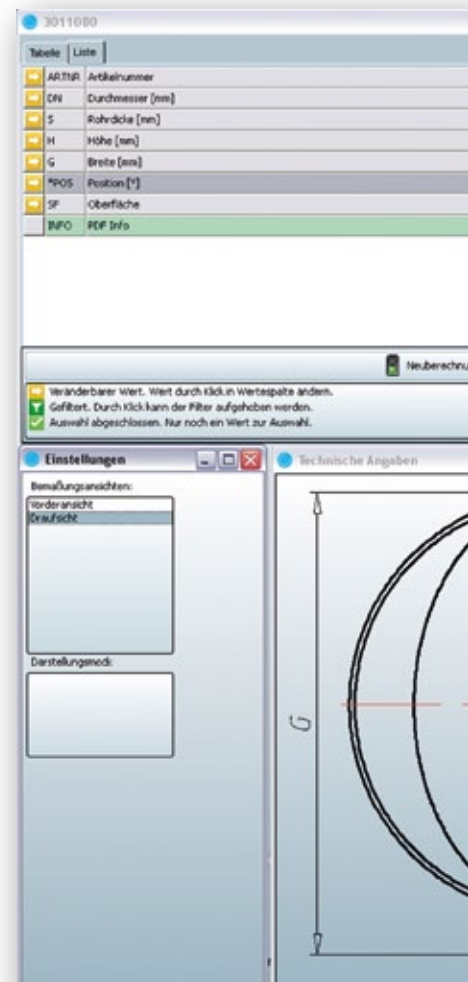 3011080
Tabelle Liste
ARTNR Artikelnummer
DN Durchmesser [mm]
S Rohrdicke [mm]
H Höhe [mm]
G Breite [mm]
*POS Position [°]
SF Oberfläche
INFO PDF Info
Neuberechnu
Veränderbarer Wert. Wert durch Klick in Wertespalte ändern.
Gefiltert. Durch Klick kann der Filter aufgehoben werden.
Auswahl abgeschlossen. Nur noch ein Wert zur Auswahl.
Einstellungen
Bemaßungsansichten:
Vorderansicht
Draufsicht
Darstellungsmodi:
Technische Angaben
G